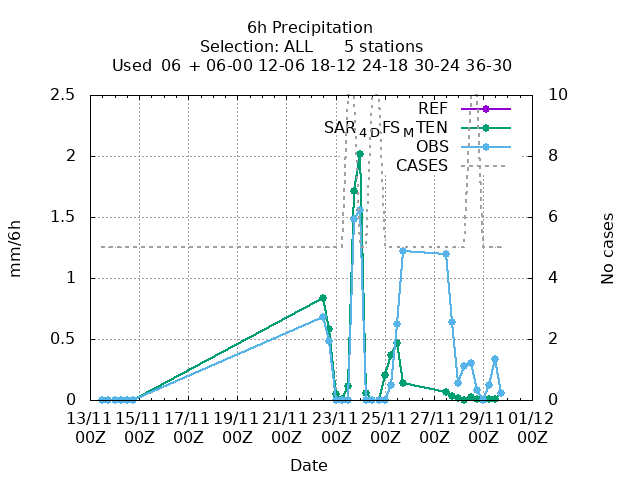 6h Precipitation
Selection: ALL 5 stations
Used 06 + 06-00 12-06 18-12 24-18 30-24 36-30
2.5 10
REF
SAR4DFSMTEN
OBS
CASES
2 8
1.5 6
mm/6h No cases
1 4
0.5 2
0 0
13/11 15/11 17/11 19/11 21/11 23/11 25/11 27/11 29/11 01/12
00Z 00Z 00Z 00Z 00Z 00Z 00Z 00Z 00Z 00Z
Date